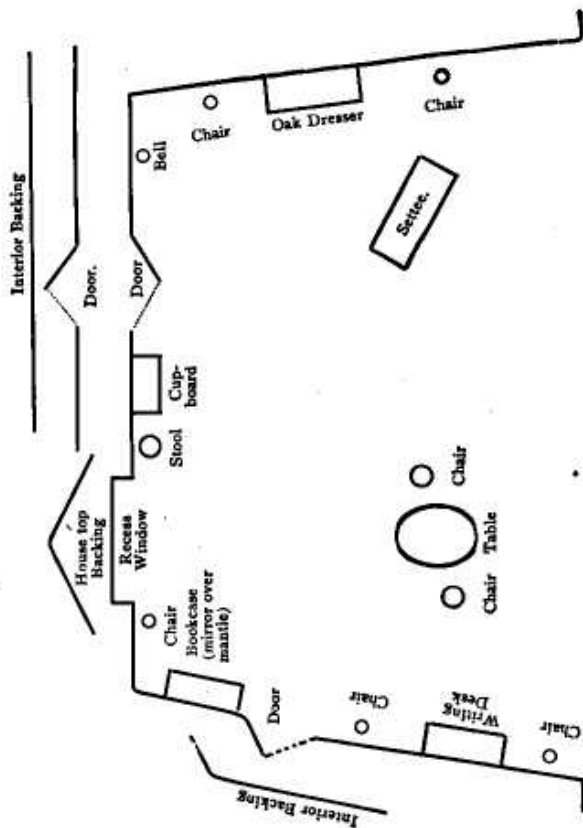 Interior Backing
Door.
Door
Bell
Chair
Oak Dresser
Chair
Settee.
Cup-
board
Stool
House top
Backing
Recess
Window
Chair
Bookcase
(mirror over
mantle)
Door
Interior Backing
Chair
Table
Chair
Chair
Writing
Desk
Chair